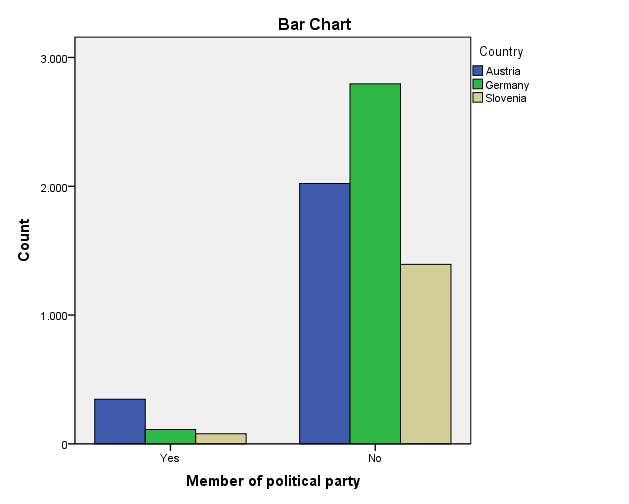 Bar Chart
Country
Austria
Germany
Slovenia
3.000
2.000
1.000
0
Count
Yes
No
Member of political party